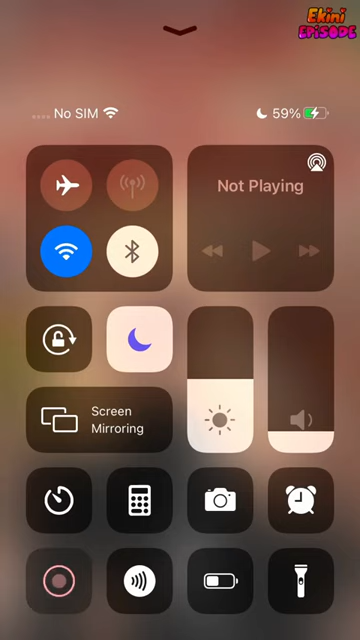 Ekini
EPISODE
No SIM
59%
Not Playing
Screen
Mirroring